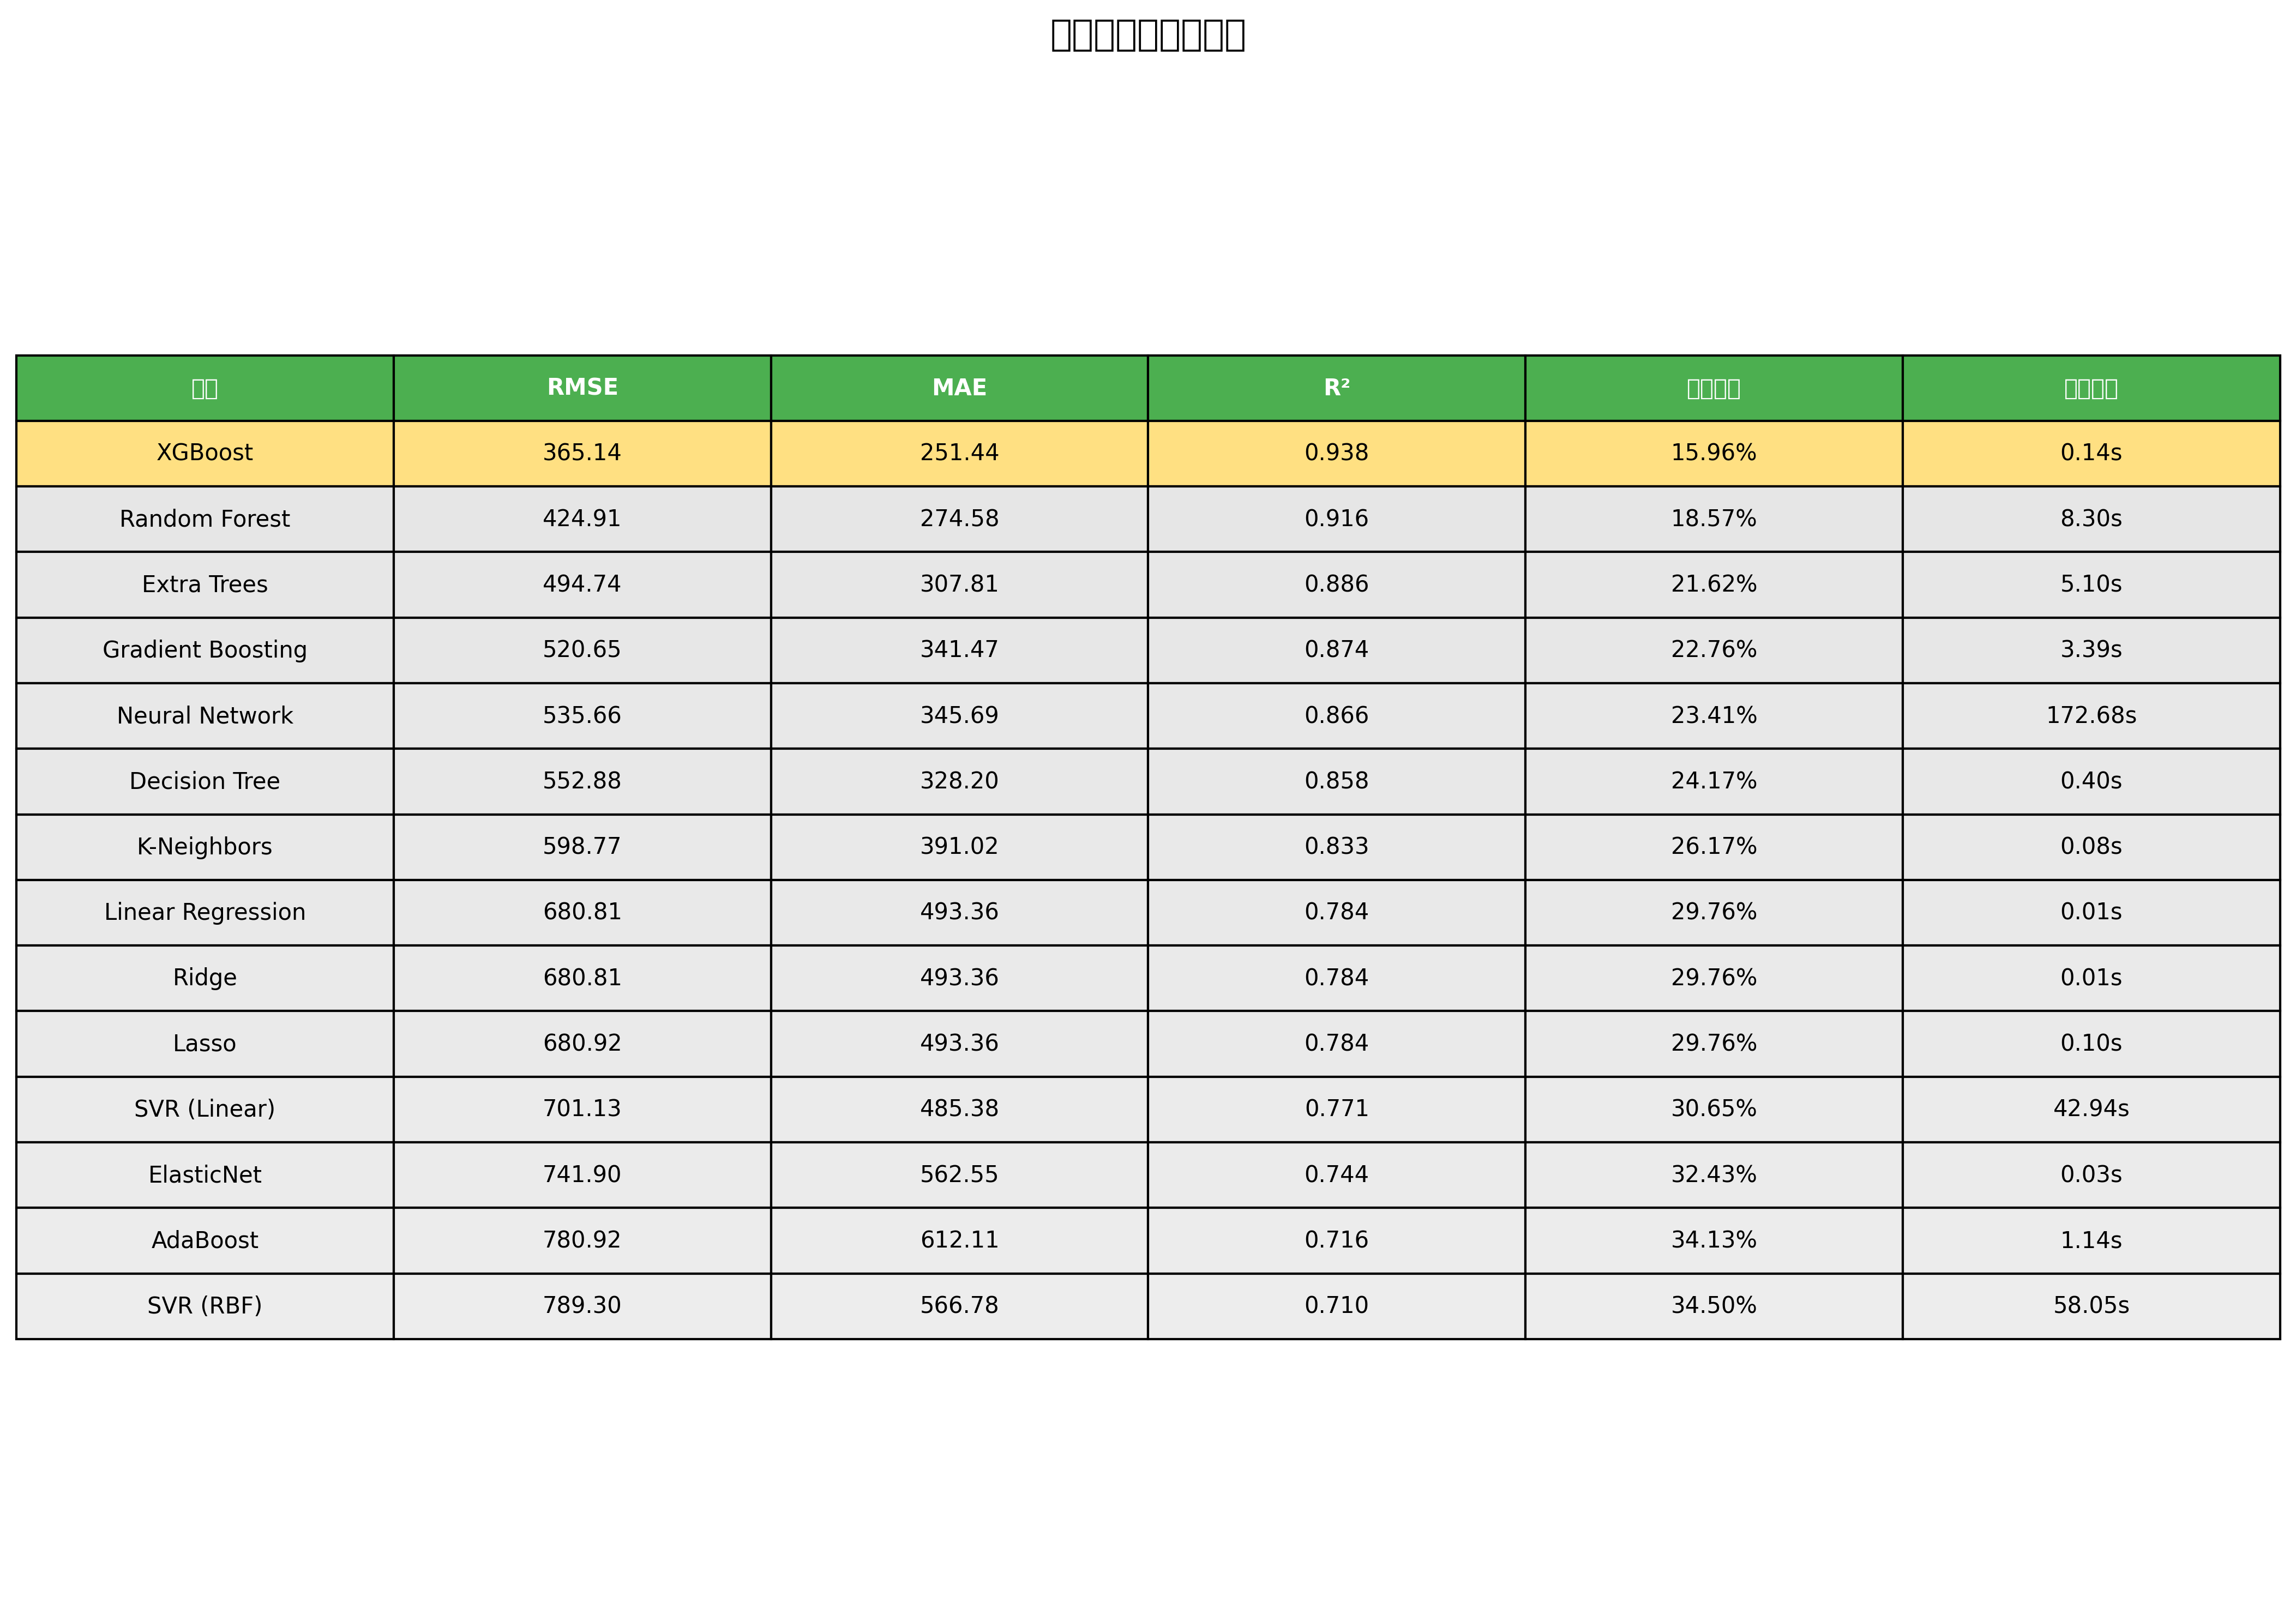 RMSE MAE R²
XGBoost 365.14 251.44 0.938 15.96% 0.14s
Random Forest 424.91 274.58 0.916 18.57% 8.30s
Extra Trees 494.74 307.81 0.886 21.62% 5.10s
Gradient Boosting 520.65 341.47 0.874 22.76% 3.39s
Neural Network 535.66 345.69 0.866 23.41% 172.68s
Decision Tree 552.88 328.20 0.858 24.17% 0.40s
K-Neighbors 598.77 391.02 0.833 26.17% 0.08s
Linear Regression 680.81 493.36 0.784 29.76% 0.01s
Ridge 680.81 493.36 0.784 29.76% 0.01s
Lasso 680.92 493.36 0.784 29.76% 0.10s
SVR (Linear) 701.13 485.38 0.771 30.65% 42.94s
ElasticNet 741.90 562.55 0.744 32.43% 0.03s
AdaBoost 780.92 612.11 0.716 34.13% 1.14s
SVR (RBF) 789.30 566.78 0.710 34.50% 58.05s